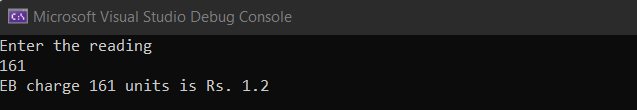 Microsoft Visual Studio Debug Console
Enter the reading
161
EB charge 161 units is Rs. 1.2